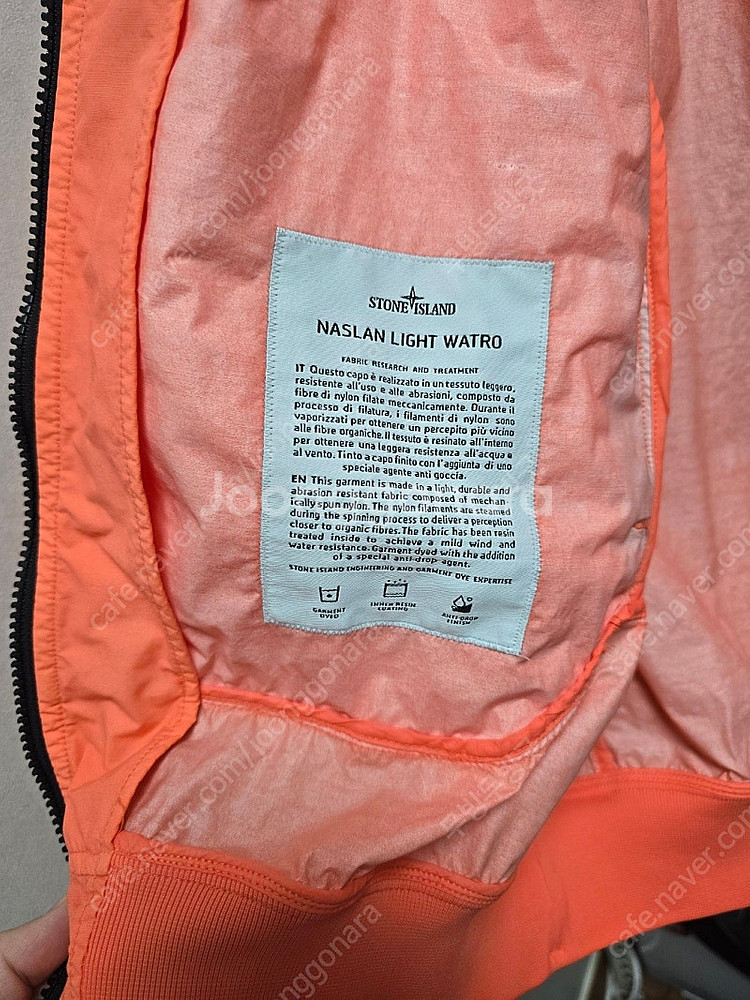 STONE ISLAND
NASLAN LIGHT WATRO
FABRIC RESEARCH AND TREATMENT
IT Questo capo è realizzato in un tessuto leggero,
resistente all'uso e alle abrasioni, composto da
fibre di nylon filate meccanicamente. Durante il
processo di filatura, i filamenti di nylon sono
vaporizzati per ottenere un percepito più vicino
alle fibre organiche. Il tessuto è resinato all'interno
per ottenere una leggera resistenza all'acqua e
al vento. Tinto a capo finito con l'aggiunta di uno
speciale agente anti goccia.
EN This garment is made in a light, durable and
abrasion resistant fabric composed of mechan-
ically spun nylon. The nylon filaments are steamed
during the spinning process to deliver a perception
closer to organic fibres. The fabric has been resin
treated inside to achieve a mild wind and
water resistance. Garment dyed with the addition
of a special anti-drop agent.
STONE ISLAND ENGINEERING AND GARMENT DYE EXPERTISE
GARMENT
DYED
INNER RESIN
COATING
ANTI-DROP
FINISH
Joonggonara
cafe.naver.com/joonggonara